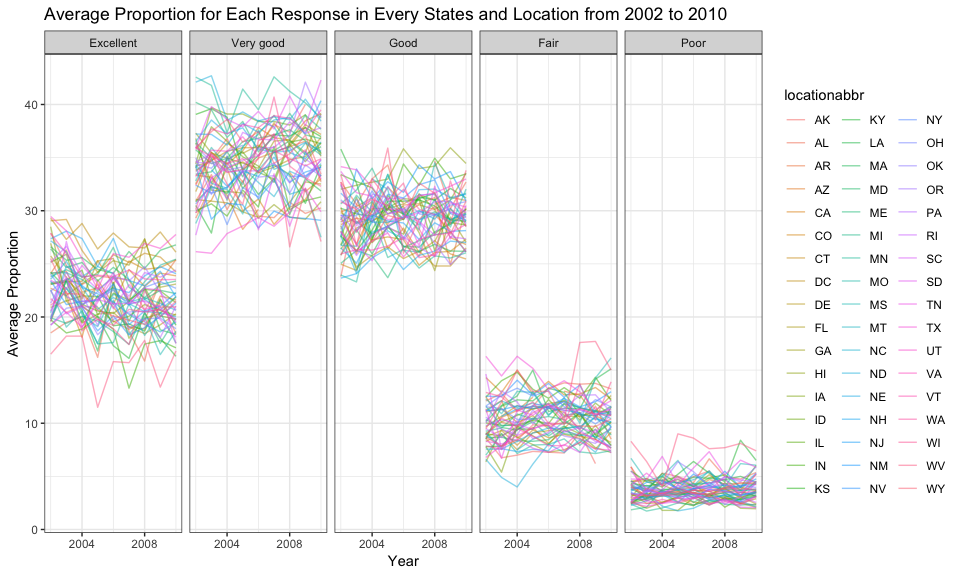 Average Proportion for Each Response in Every States and Location from 2002 to 2010
Excellent
Very good
Good
Fair
Poor
Average Proportion
40
30
20
10
0
2004
2008
2004
2008
2004
2008
2004
2008
2004
2008
Year
locationabbr
AK
AL
AR
AZ
CA
CO
CT
DC
DE
FL
GA
HI
IA
ID
IL
IN
KS
KY
LA
MA
MD
ME
MI
MN
MO
MS
MT
NC
ND
NE
NH
NJ
NM
NV
NY
OH
OK
OR
PA
RI
SC
SD
TN
TX
UT
VA
VT
WA
WI
WV
WY